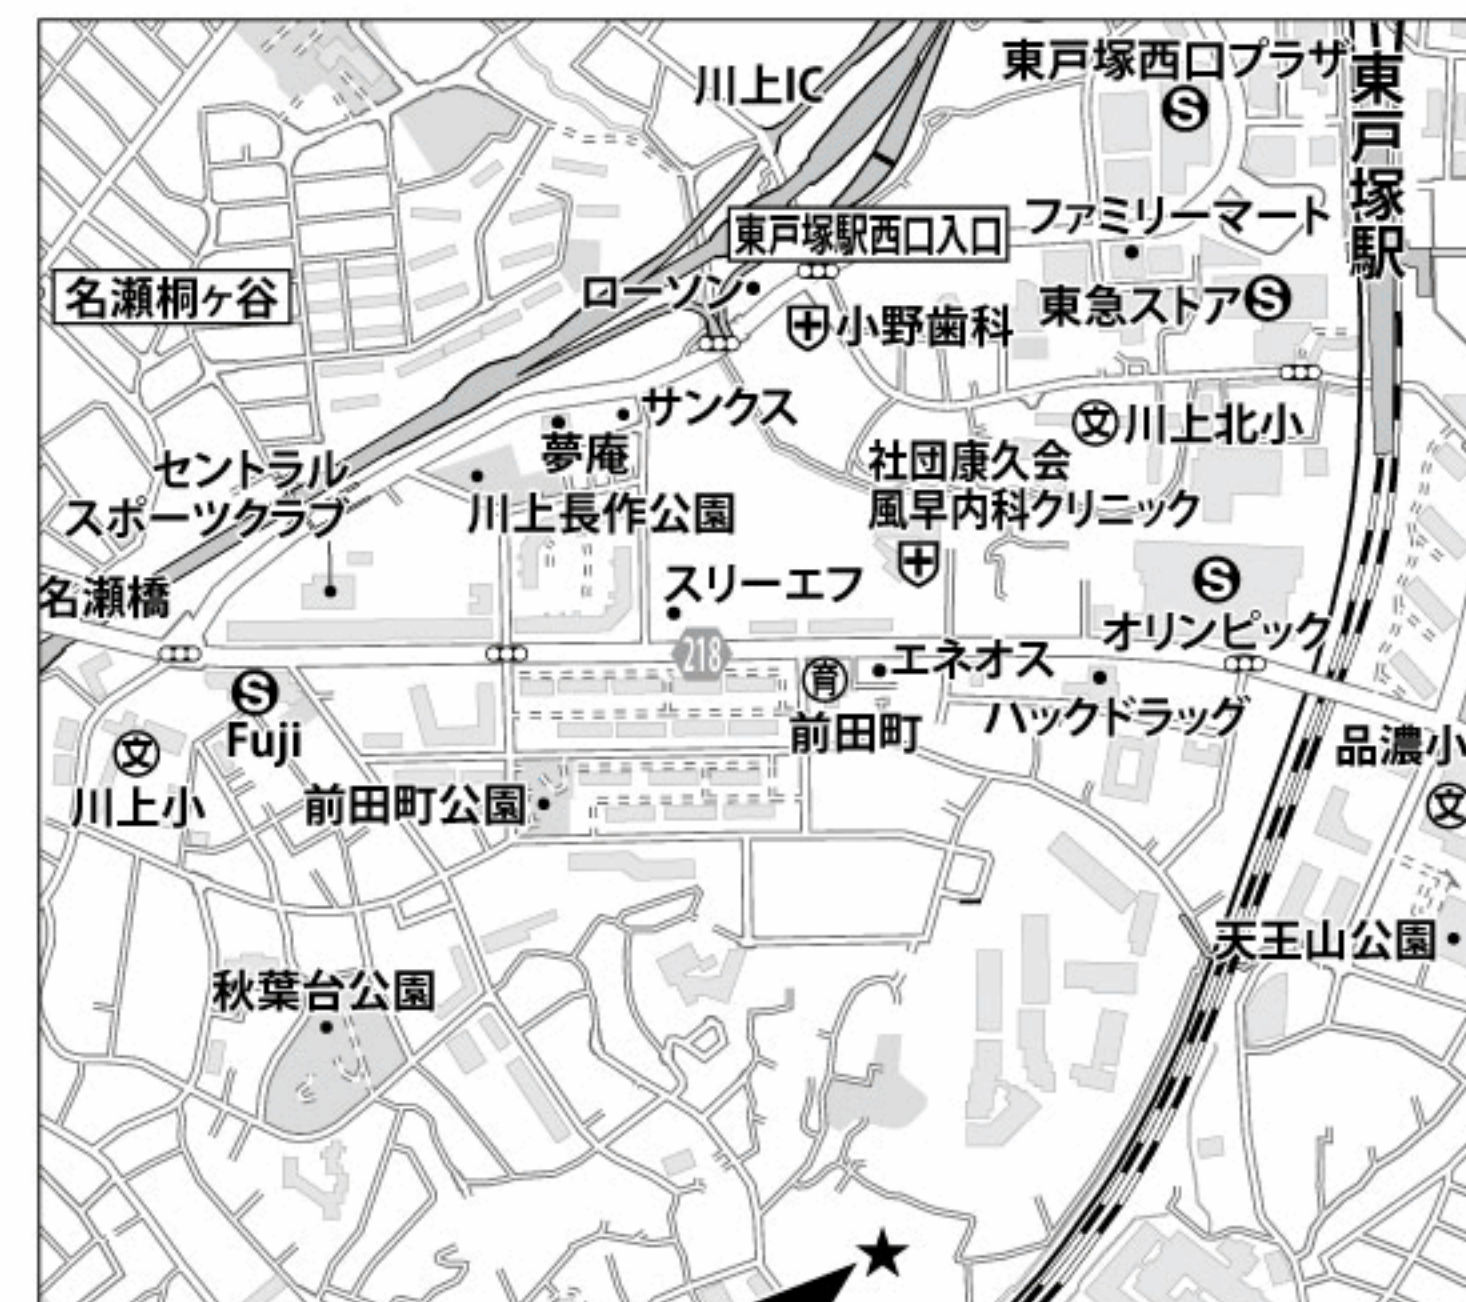 東戸塚西口プラザ
川上IC
S
東戸塚駅
東戸塚駅西口入口
ファミリーマート
名瀬桐ヶ谷
ローソン
東急ストア
S
小野歯科
サンクス
文川上北小
夢庵
社団康久会
風早内科クリニック
セントラル
スポーツクラブ
川上長作公園
名瀬橋
スリーエフ
S
オリンピック
218
エネオス
育
前田町
ハックドラッグ
S
Fuji
品濃小
文
文
川上小
前田町公園
天王山公園
秋葉台公園